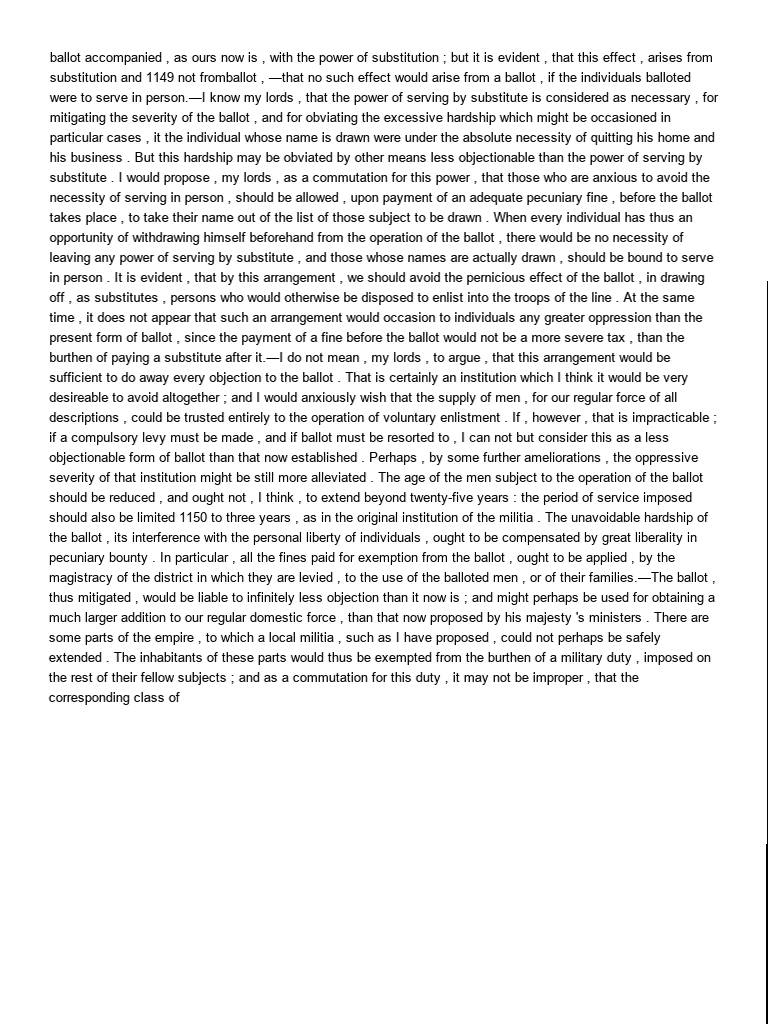 ballot accompanied , as ours now is , with the power of substitution ; but it is evident , that this effect , arises from
substitution and 1149 not fromballot , —that no such effect would arise from a ballot , if the individuals balloted
were to serve in person.—I know my lords , that the power of serving by substitute is considered as necessary , for
mitigating the severity of the ballot , and for obviating the excessive hardship which might be occasioned in
particular cases , it the individual whose name is drawn were under the absolute necessity of quitting his home and
his business . But this hardship may be obviated by other means less objectionable than the power of serving by
substitute . I would propose , my lords , as a commutation for this power , that those who are anxious to avoid the
necessity of serving in person , should be allowed , upon payment of an adequate pecuniary fine , before the ballot
takes place , to take their name out of the list of those subject to be drawn . When every individual has thus an
opportunity of withdrawing himself beforehand from the operation of the ballot , there would be no necessity of
leaving any power of serving by substitute , and those whose names are actually drawn , should be bound to serve
in person . It is evident , that by this arrangement , we should avoid the pernicious effect of the ballot , in drawing
off , as substitutes , persons who would otherwise be disposed to enlist into the troops of the line . At the same
time , it does not appear that such an arrangement would occasion to individuals any greater oppression than the
present form of ballot , since the payment of a fine before the ballot would not be a more severe tax , than the
burthen of paying a substitute after it.—I do not mean , my lords , to argue , that this arrangement would be
sufficient to do away every objection to the ballot . That is certainly an institution which I think it would be very
desireable to avoid altogether ; and I would anxiously wish that the supply of men , for our regular force of all
descriptions , could be trusted entirely to the operation of voluntary enlistment . If , however , that is impracticable ;
if a compulsory levy must be made , and if ballot must be resorted to , I can not but consider this as a less
objectionable form of ballot than that now established . Perhaps , by some further ameliorations , the oppressive
severity of that institution might be still more alleviated . The age of the men subject to the operation of the ballot
should be reduced , and ought not , I think , to extend beyond twenty-five years : the period of service imposed
should also be limited 1150 to three years , as in the original institution of the militia . The unavoidable hardship of
the ballot , its interference with the personal liberty of individuals , ought to be compensated by great liberality in
pecuniary bounty . In particular , all the fines paid for exemption from the ballot , ought to be applied , by the
magistracy of the district in which they are levied , to the use of the balloted men , or of their families.—The ballot ,
thus mitigated , would be liable to infinitely less objection than it now is ; and might perhaps be used for obtaining a
much larger addition to our regular domestic force , than that now proposed by his majesty 's ministers . There are
some parts of the empire , to which a local militia , such as I have proposed , could not perhaps be safely
extended . The inhabitants of these parts would thus be exempted from the burthen of a military duty , imposed on
the rest of their fellow subjects ; and as a commutation for this duty , it may not be improper , that the
corresponding class of